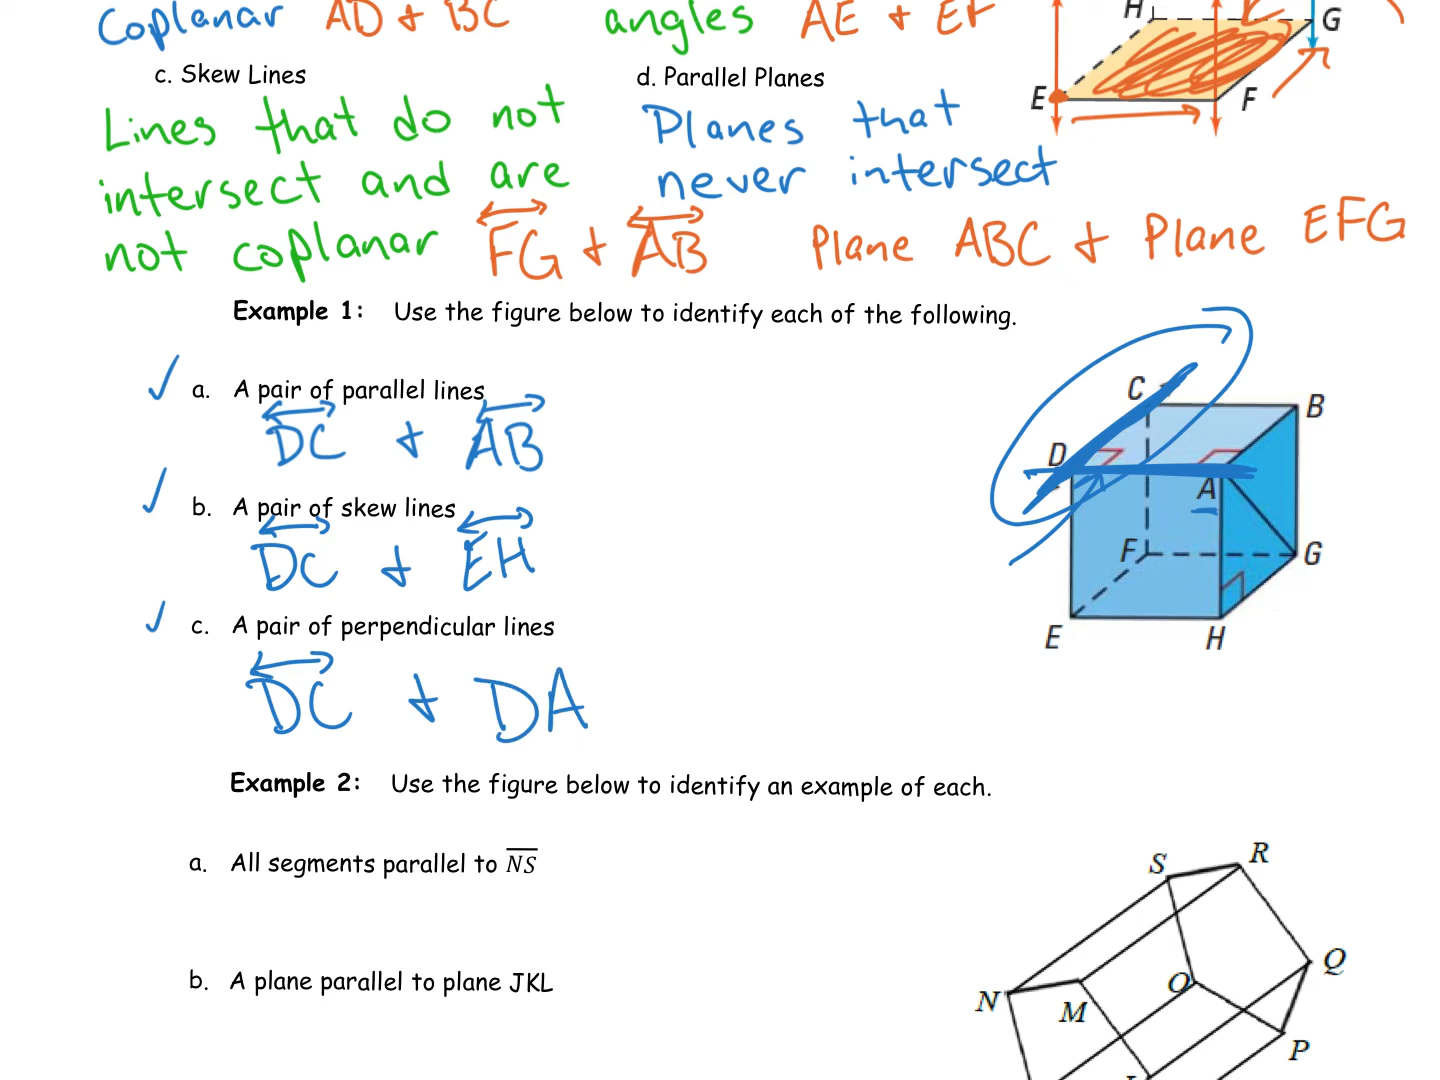 Coplanar AD & BC
angles AE & EF
c. Skew Lines
Lines that do not
intersect and are
not coplanar FG & AB
d. Parallel Planes
Planes that
never intersect
Plane ABC & Plane EFG
H
G
E
F
Example 1: Use the figure below to identify each of the following.
a. A pair of parallel lines
DC & AB
b. A pair of skew lines
DC & EH
c. A pair of perpendicular lines
DC & DA
C
B
D
A
F
G
E
H
Example 2: Use the figure below to identify an example of each.
a. All segments parallel to NS
b. A plane parallel to plane JKL
S
R
Q
O
N
M
P